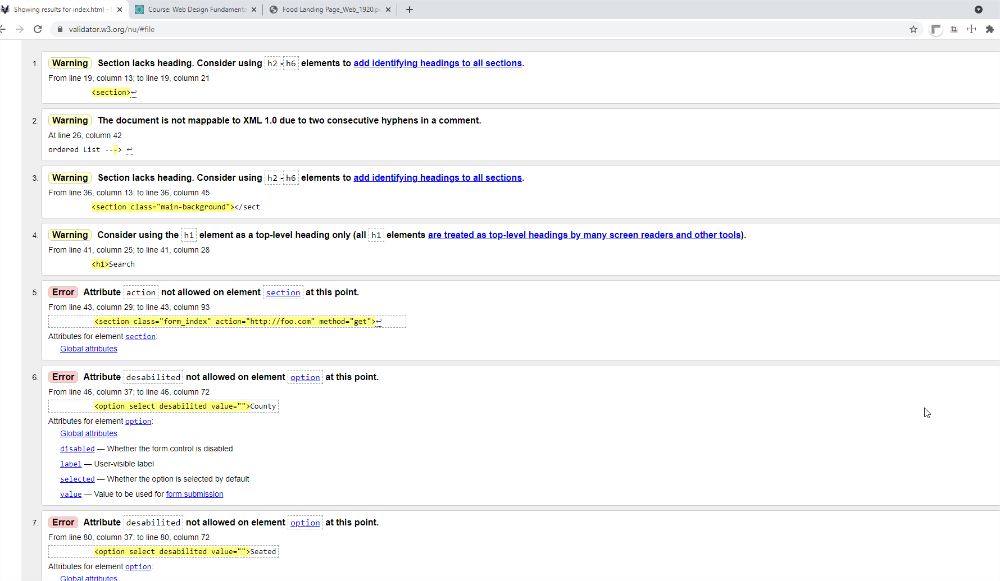 Showing results for index.html -
Course: Web Design Fundamenta
Food Landing Page_Web_1920.p
validator.w3.org/nu/#file
1. Warning Section lacks heading. Consider using h2-h6 elements to add identifying headings to all sections.
From line 19, column 13; to line 19, column 21
<section>↩
2. Warning The document is not mappable to XML 1.0 due to two consecutive hyphens in a comment.
At line 26, column 42
ordered List ---> ↩
3. Warning Section lacks heading. Consider using h2-h6 elements to add identifying headings to all sections.
From line 36, column 13; to line 36, column 45
<section class="main-background"></sect
4. Warning Consider using the h1 element as a top-level heading only (all h1 elements are treated as top-level headings by many screen readers and other tools).
From line 41, column 25; to line 41, column 28
<h1>Search
5. Error Attribute action not allowed on element section at this point.
From line 43, column 29; to line 43, column 93
<section class="form_index" action="http://foo.com" method="get">↩
Attributes for element section:
Global attributes
6. Error Attribute desabilited not allowed on element option at this point.
From line 46, column 37; to line 46, column 72
<option select desabilited value="">County
Attributes for element option:
Global attributes
disabled — Whether the form control is disabled
label — User-visible label
selected — Whether the option is selected by default
value — Value to be used for form submission
7. Error Attribute desabilited not allowed on element option at this point.
From line 80, column 37; to line 80, column 72
<option select desabilited value="">Seated
Attributes for element option:
Global attributes